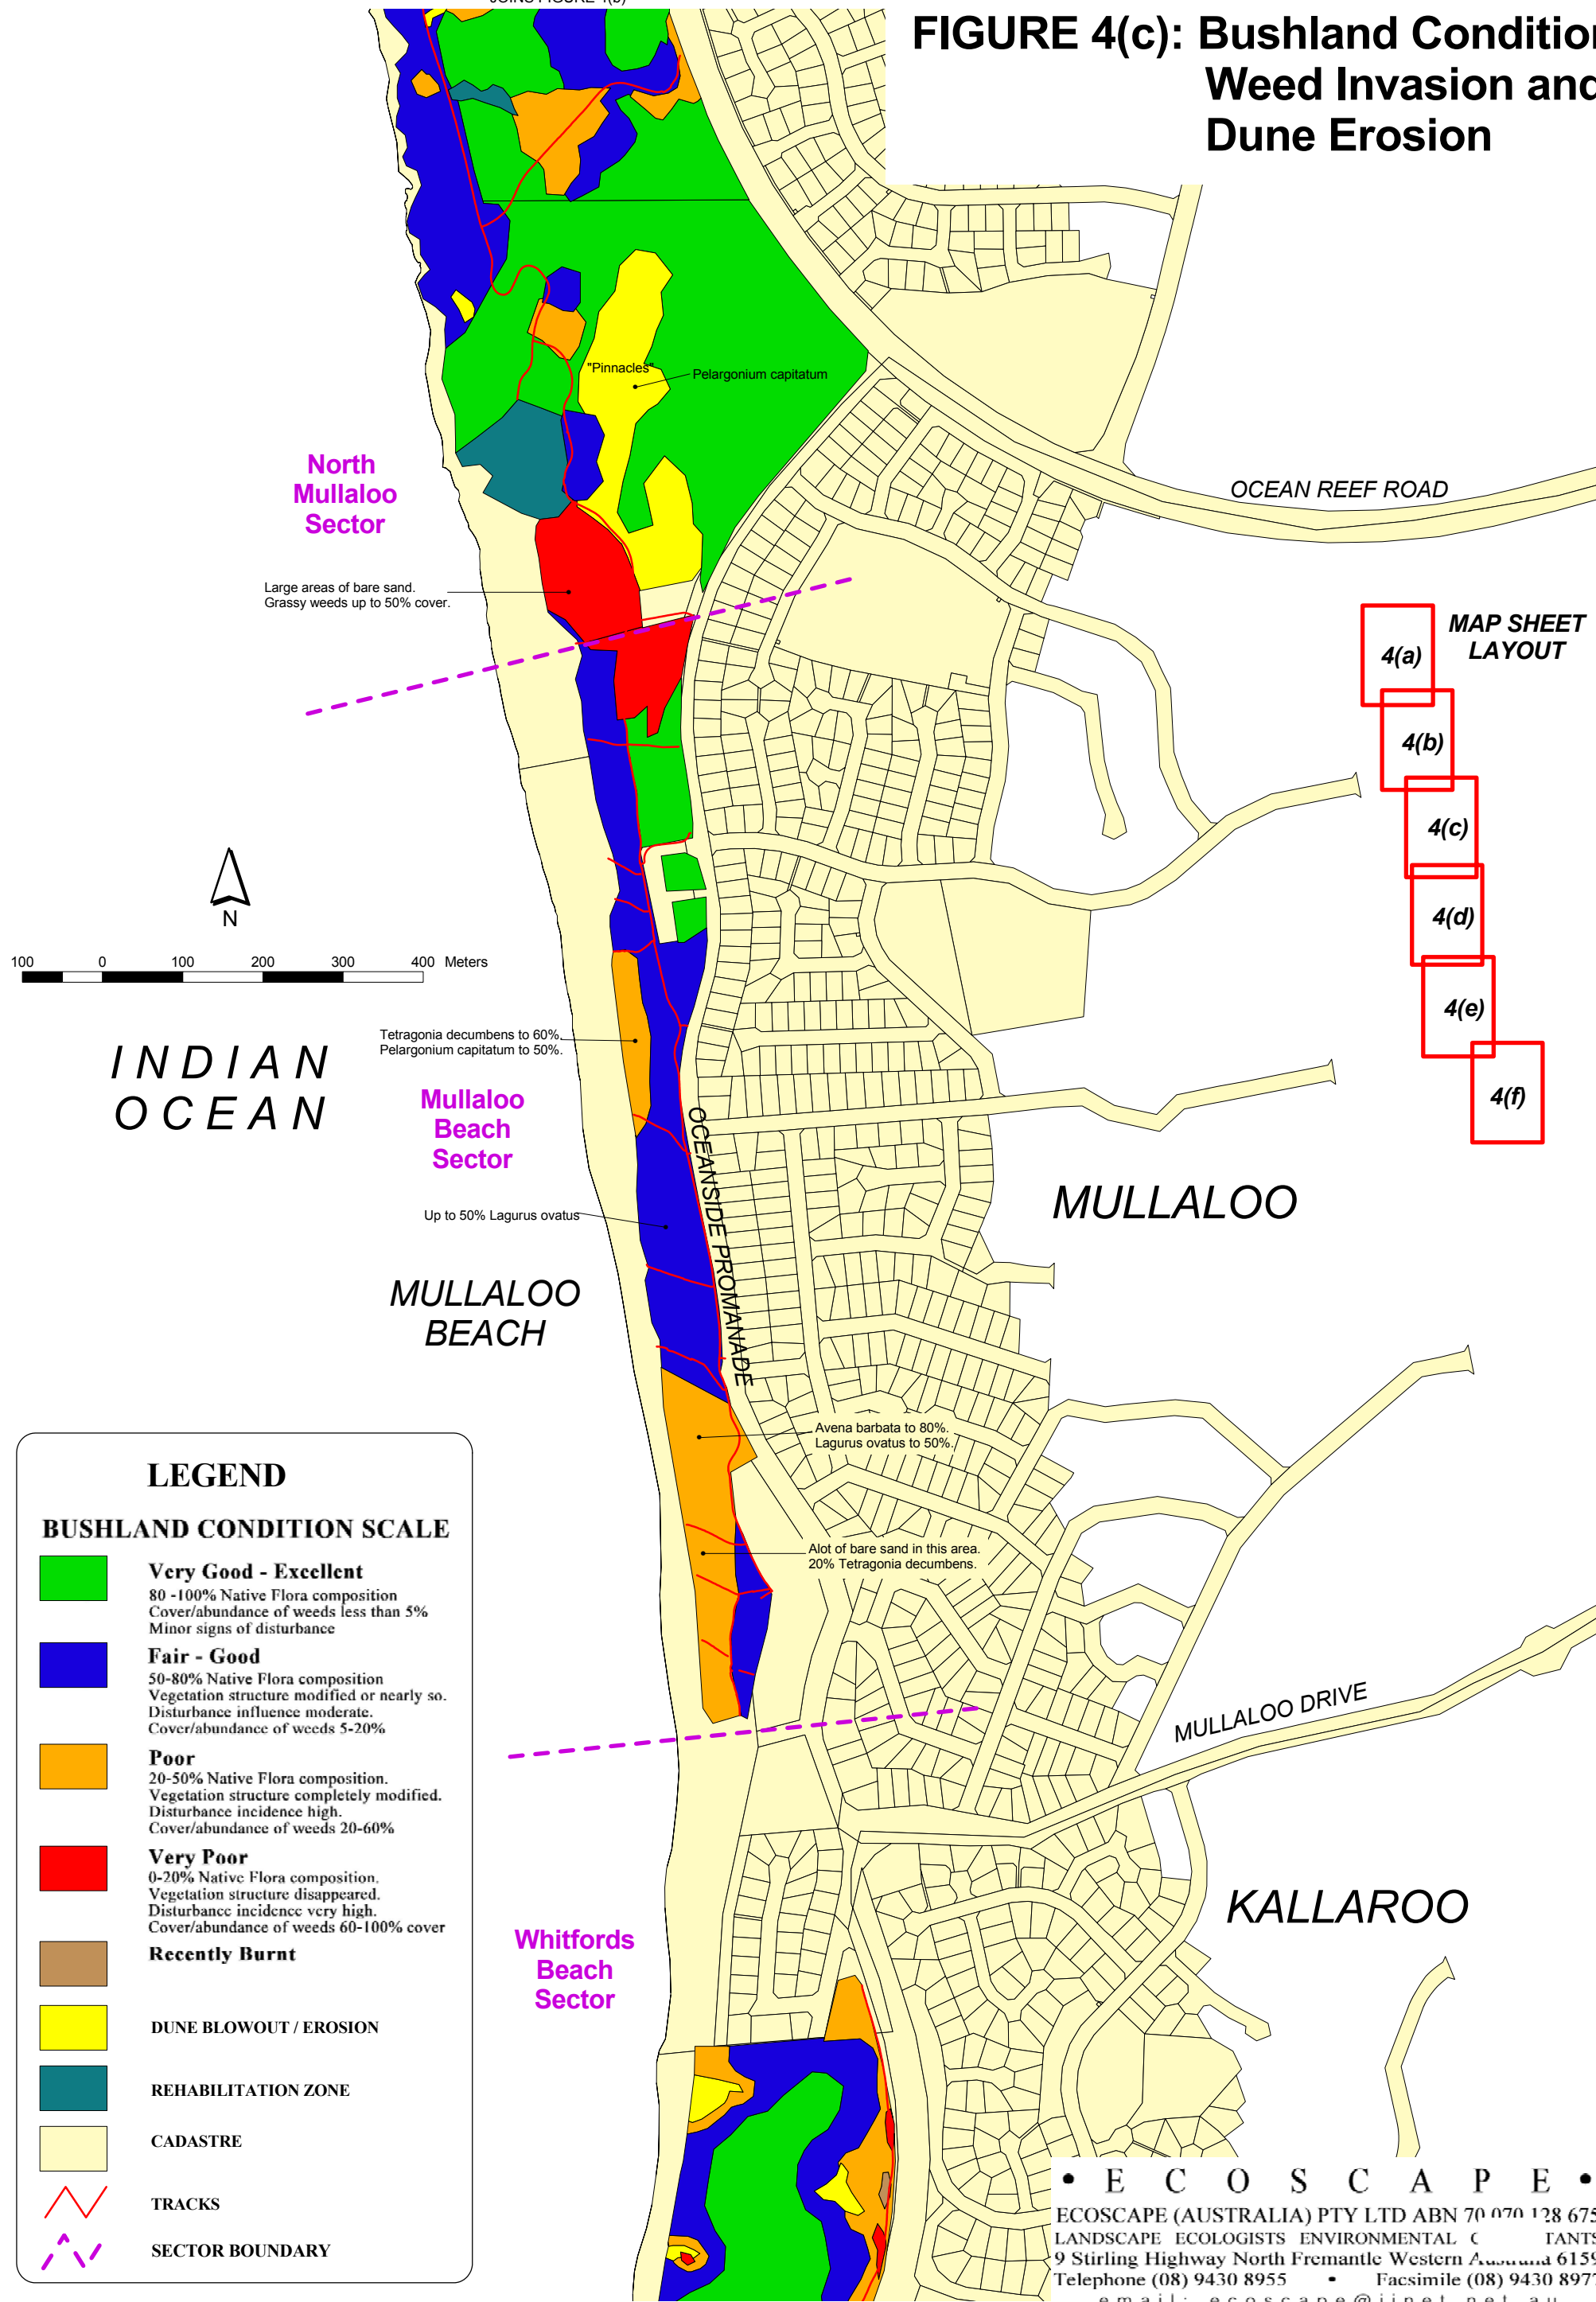 FIGURE 4(c): Bushland Condition
Weed Invasion and
Dune Erosion
"Pinnacles"
Pelargonium capitatum
North
Mullaloo
Sector
OCEAN REEF ROAD
Large areas of bare sand.
Grassy weeds up to 50% cover.
MAP SHEET
LAYOUT
4(a)
4(b)
4(c)
4(d)
4(e)
4(f)
N
100 0 100 200 300 400 Meters
INDIAN
OCEAN
Tetragonia decumbens to 60%.
Pelargonium capitatum to 50%.
Mullaloo
Beach
Sector
OCEANSIDE PROMANADE
Up to 50% Lagurus ovatus
MULLALOO
MULLALOO
BEACH
Avena barbata to 80%.
Lagurus ovatus to 50%.
Alot of bare sand in this area.
20% Tetragonia decumbens.
MULLALOO DRIVE
KALLAROO
Whitfords
Beach
Sector
LEGEND
BUSHLAND CONDITION SCALE
Very Good - Excellent
80 -100% Native Flora composition
Cover/abundance of weeds less than 5%
Minor signs of disturbance
Fair - Good
50-80% Native Flora composition
Vegetation structure modified or nearly so.
Disturbance influence moderate.
Cover/abundance of weeds 5-20%
Poor
20-50% Native Flora composition.
Vegetation structure completely modified.
Disturbance incidence high.
Cover/abundance of weeds 20-60%
Very Poor
0-20% Native Flora composition.
Vegetation structure disappeared.
Disturbance incidence very high.
Cover/abundance of weeds 60-100% cover
Recently Burnt
DUNE BLOWOUT / EROSION
REHABILITATION ZONE
CADASTRE
TRACKS
SECTOR BOUNDARY
• E C O S C A P E •
ECOSCAPE (AUSTRALIA) PTY LTD ABN 70 070 128 675
LANDSCAPE ECOLOGISTS ENVIRONMENTAL
9 Stirling Highway North Fremantle Western Australia 6159
Telephone (08) 9430 8955 • Facsimile (08) 9430 8977